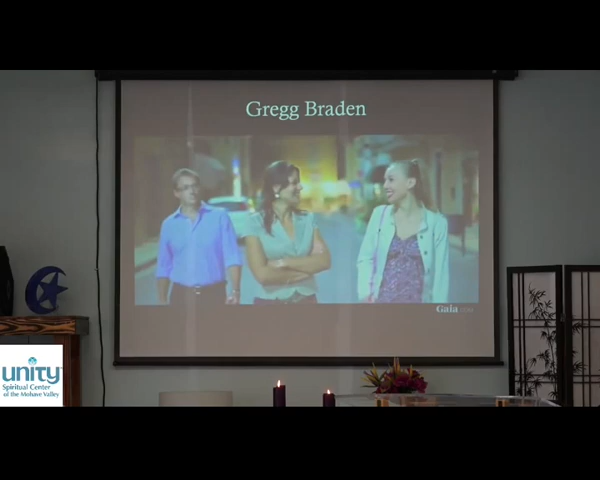 Gregg Braden
Gaia
unity
Spiritual Center
of the Mohave Valley